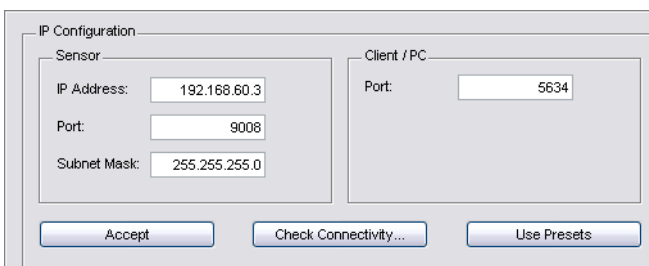 IP Configuration
Sensor
IP Address: 192.168.60.3
Port: 9008
Subnet Mask: 255.255.255.0
Client / PC
Port: 5634
Accept
Check Connectivity...
Use Presets